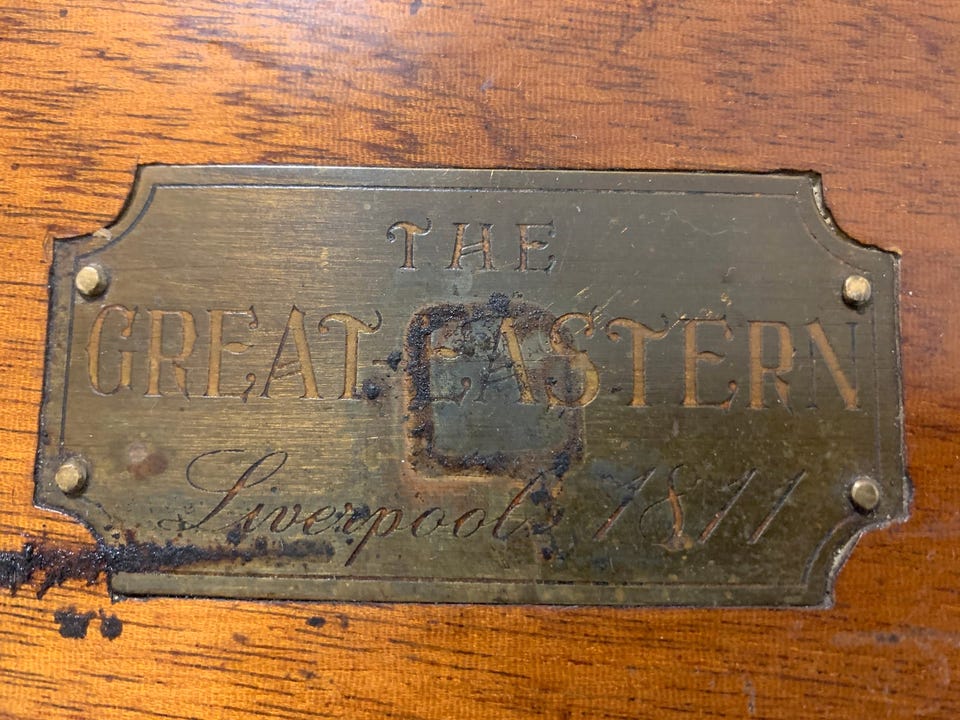 THE
GREAT EASTERN
Liverpool 1811